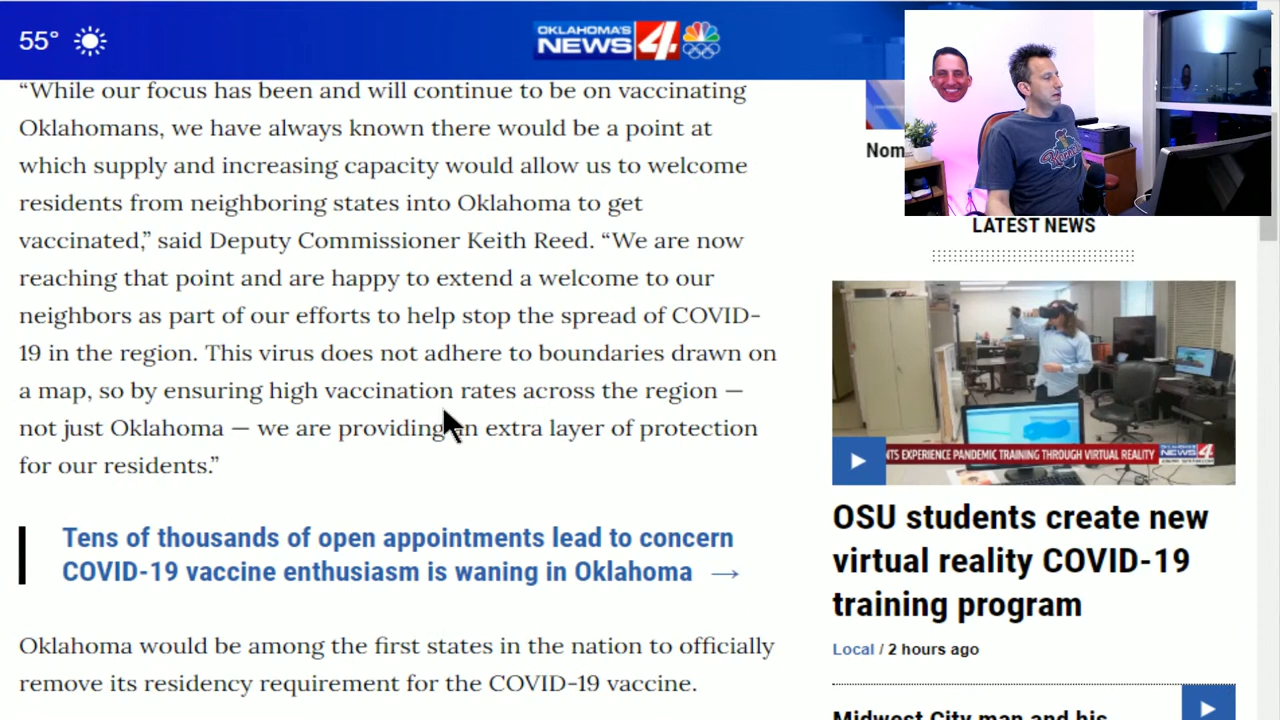 55°
OKLAHOMA'S
NEWS 4
“While our focus has been and will continue to be on vaccinating
Oklahomans, we have always known there would be a point at
which supply and increasing capacity would allow us to welcome
residents from neighboring states into Oklahoma to get
vaccinated,” said Deputy Commissioner Keith Reed. “We are now
reaching that point and are happy to extend a welcome to our
neighbors as part of our efforts to help stop the spread of COVID-
19 in the region. This virus does not adhere to boundaries drawn on
a map, so by ensuring high vaccination rates across the region —
not just Oklahoma — we are providing an extra layer of protection
for our residents.”
Tens of thousands of open appointments lead to concern
COVID-19 vaccine enthusiasm is waning in Oklahoma →
Oklahoma would be among the first states in the nation to officially
remove its residency requirement for the COVID-19 vaccine.
Nom
LATEST NEWS
NTS EXPERIENCE PANDEMIC TRAINING THROUGH VIRTUAL REALITY
NEWS 4
OSU students create new
virtual reality COVID-19
training program
Local / 2 hours ago
Midwest City man and his